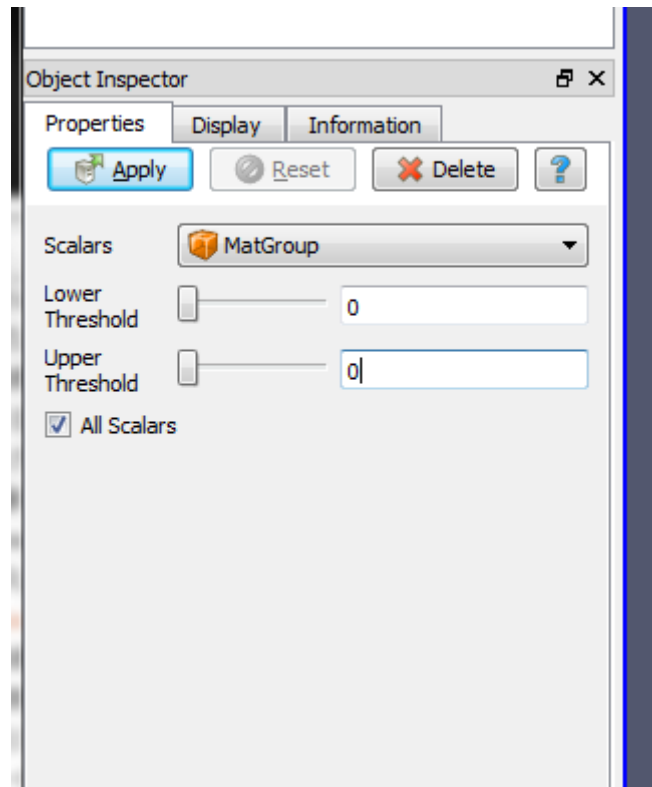 Object Inspector
Properties Display Information
Apply Reset Delete ?
Scalars MatGroup
Lower
Threshold 0
Upper
Threshold 0
All Scalars